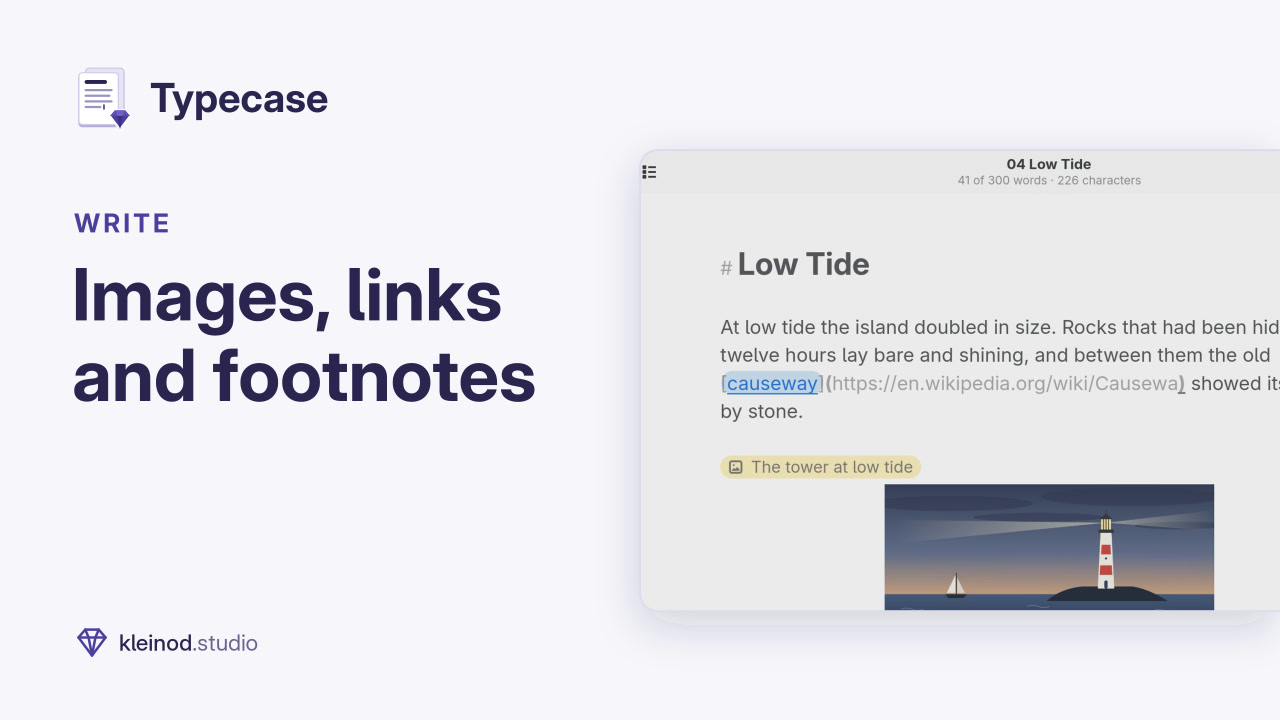 Typecase
WRITE
Images, links
and footnotes
04 Low Tide
41 of 300 words · 226 characters
# Low Tide
At low tide the island doubled in size. Rocks that had been
twelve hours lay bare and shining, and between them the old
[causeway](https://en.wikipedia.org/wiki/Causewa) showed
by stone.
The tower at low tide
kleinod.studio